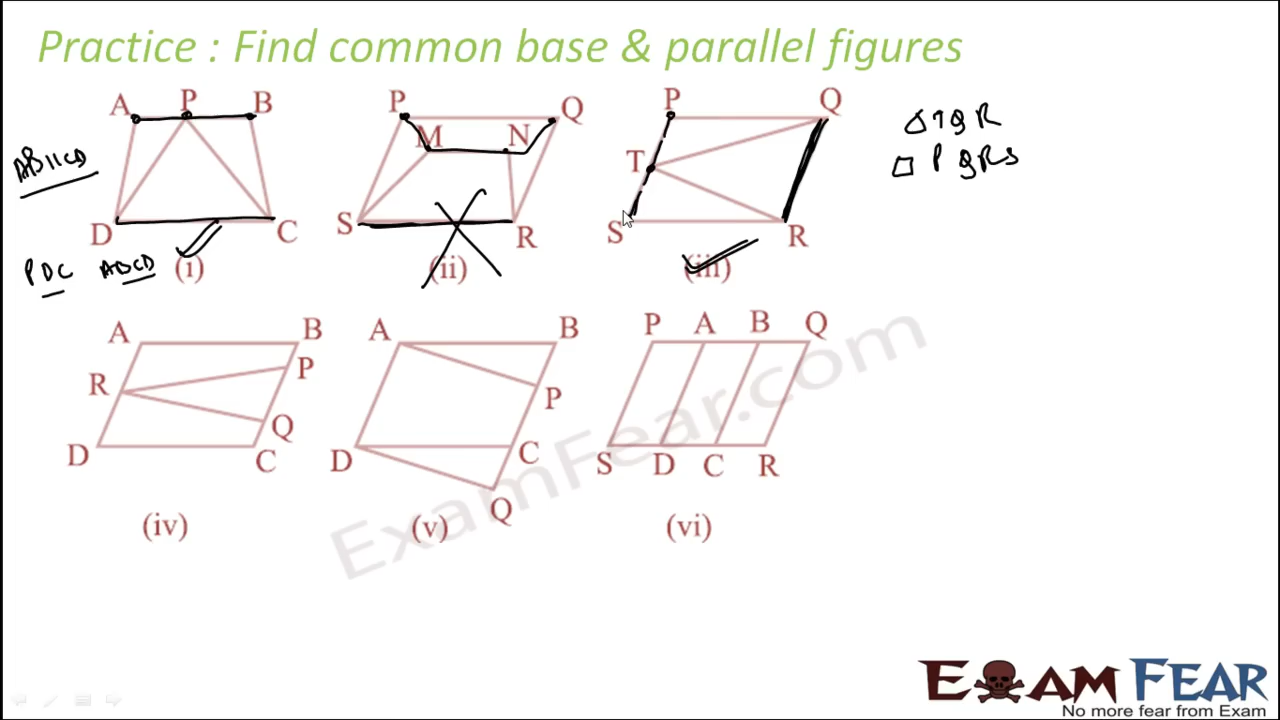 Practice : Find common base & parallel figures
A P B
P Q
M N
P Q
T
△TQR
□ PQRS
AB||CD
D C
S R
S R
PDC ABCD (i)
(ii)
(iii)
A B
P
R
Q
D C
A B
P
D C
Q
P A B Q
S D C R
(iv)
(v)
(vi)
ExamFear.com
EXAM FEAR
No more fear from Exam